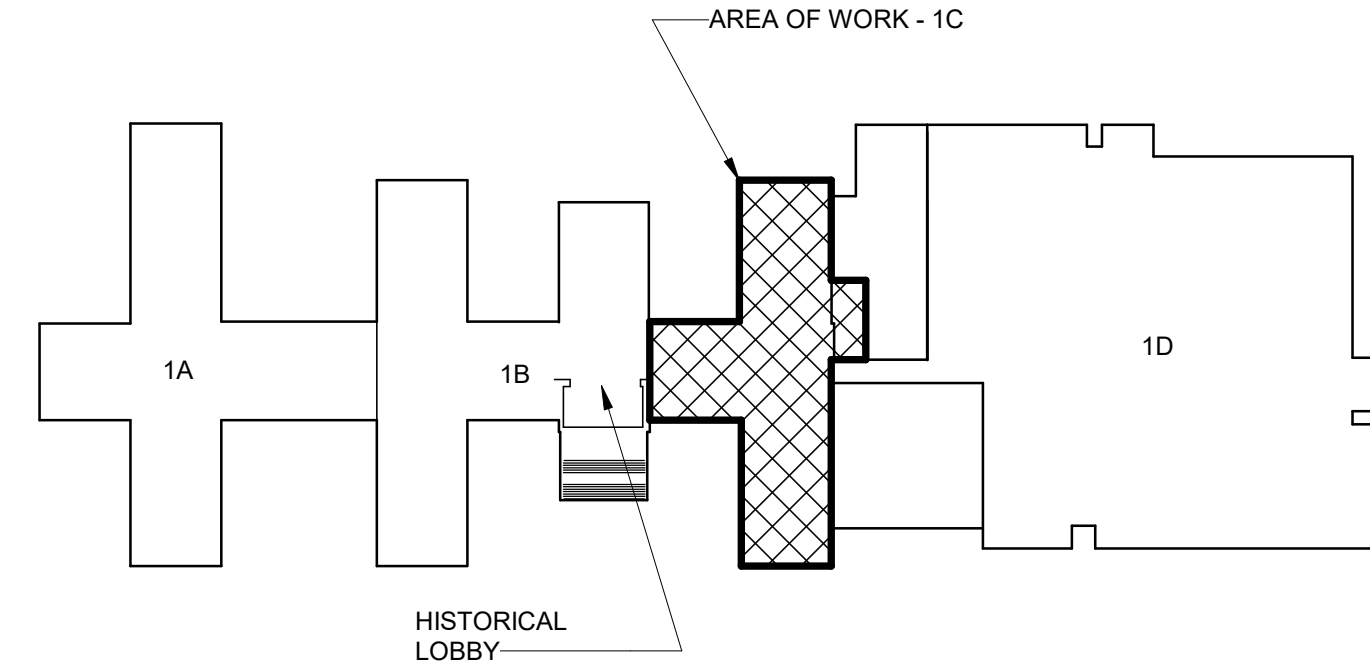 AREA OF WORK - 1C
1D
1A
1B
HISTORICAL
LOBBY